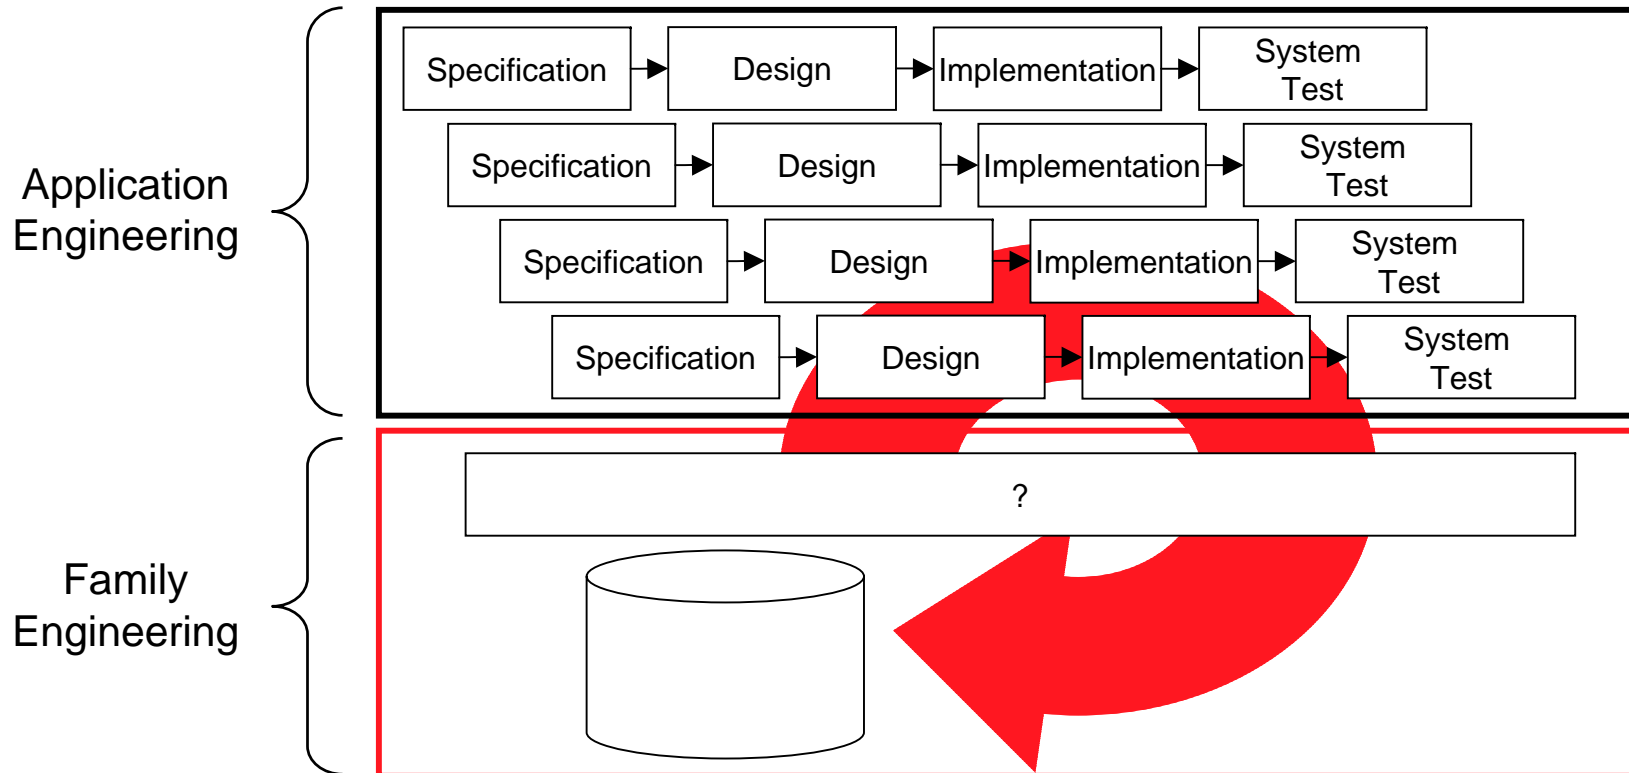 Specification
Design
Implementation
System
Test
Specification
Design
Implementation
System
Test
Specification
Design
Implementation
System
Test
Specification
Design
Implementation
System
Test
Application
Engineering
?
Family
Engineering